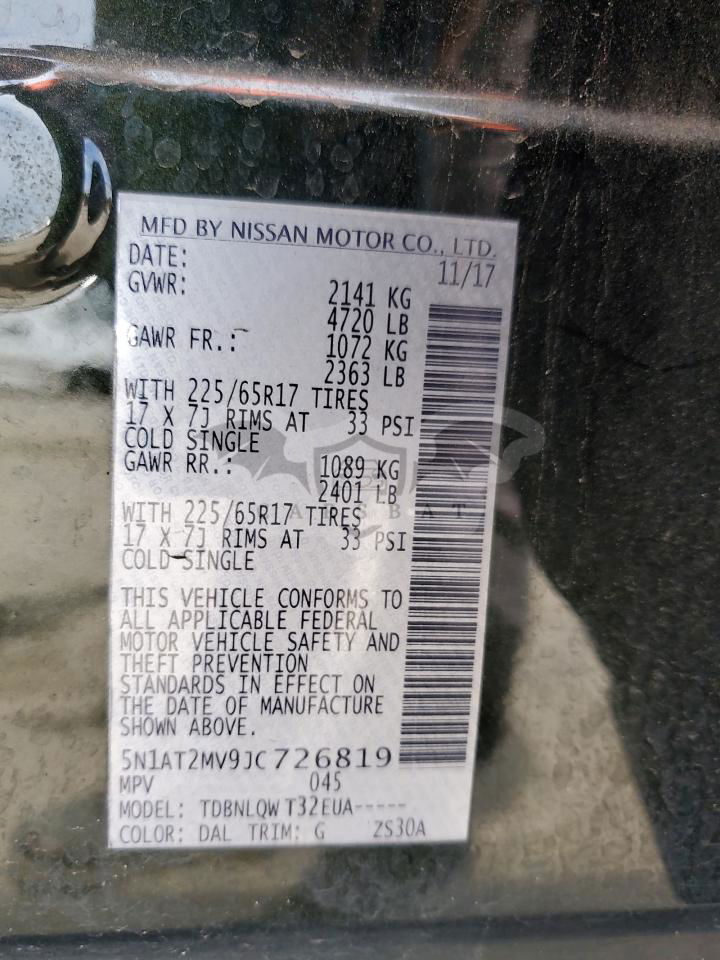 MFD BY NISSAN MOTOR CO., LTD.
DATE: 11/17
GVWR: 2141 KG
4720 LB
GAWR FR.: 1072 KG
2363 LB
WITH 225/65R17 TIRES
17 X 7J RIMS AT 33 PSI
COLD SINGLE
GAWR RR.: 1089 KG
2401 LB
WITH 225/65R17 TIRES
17 X 7J RIMS AT 33 PSI
COLD SINGLE
THIS VEHICLE CONFORMS TO
ALL APPLICABLE FEDERAL
MOTOR VEHICLE SAFETY AND
THEFT PREVENTION
STANDARDS IN EFFECT ON
THE DATE OF MANUFACTURE
SHOWN ABOVE.
5N1AT2MV9JC726819
MPV 045
MODEL: TDBNLQW T32EUA-----
COLOR: DAL TRIM: G ZS30A